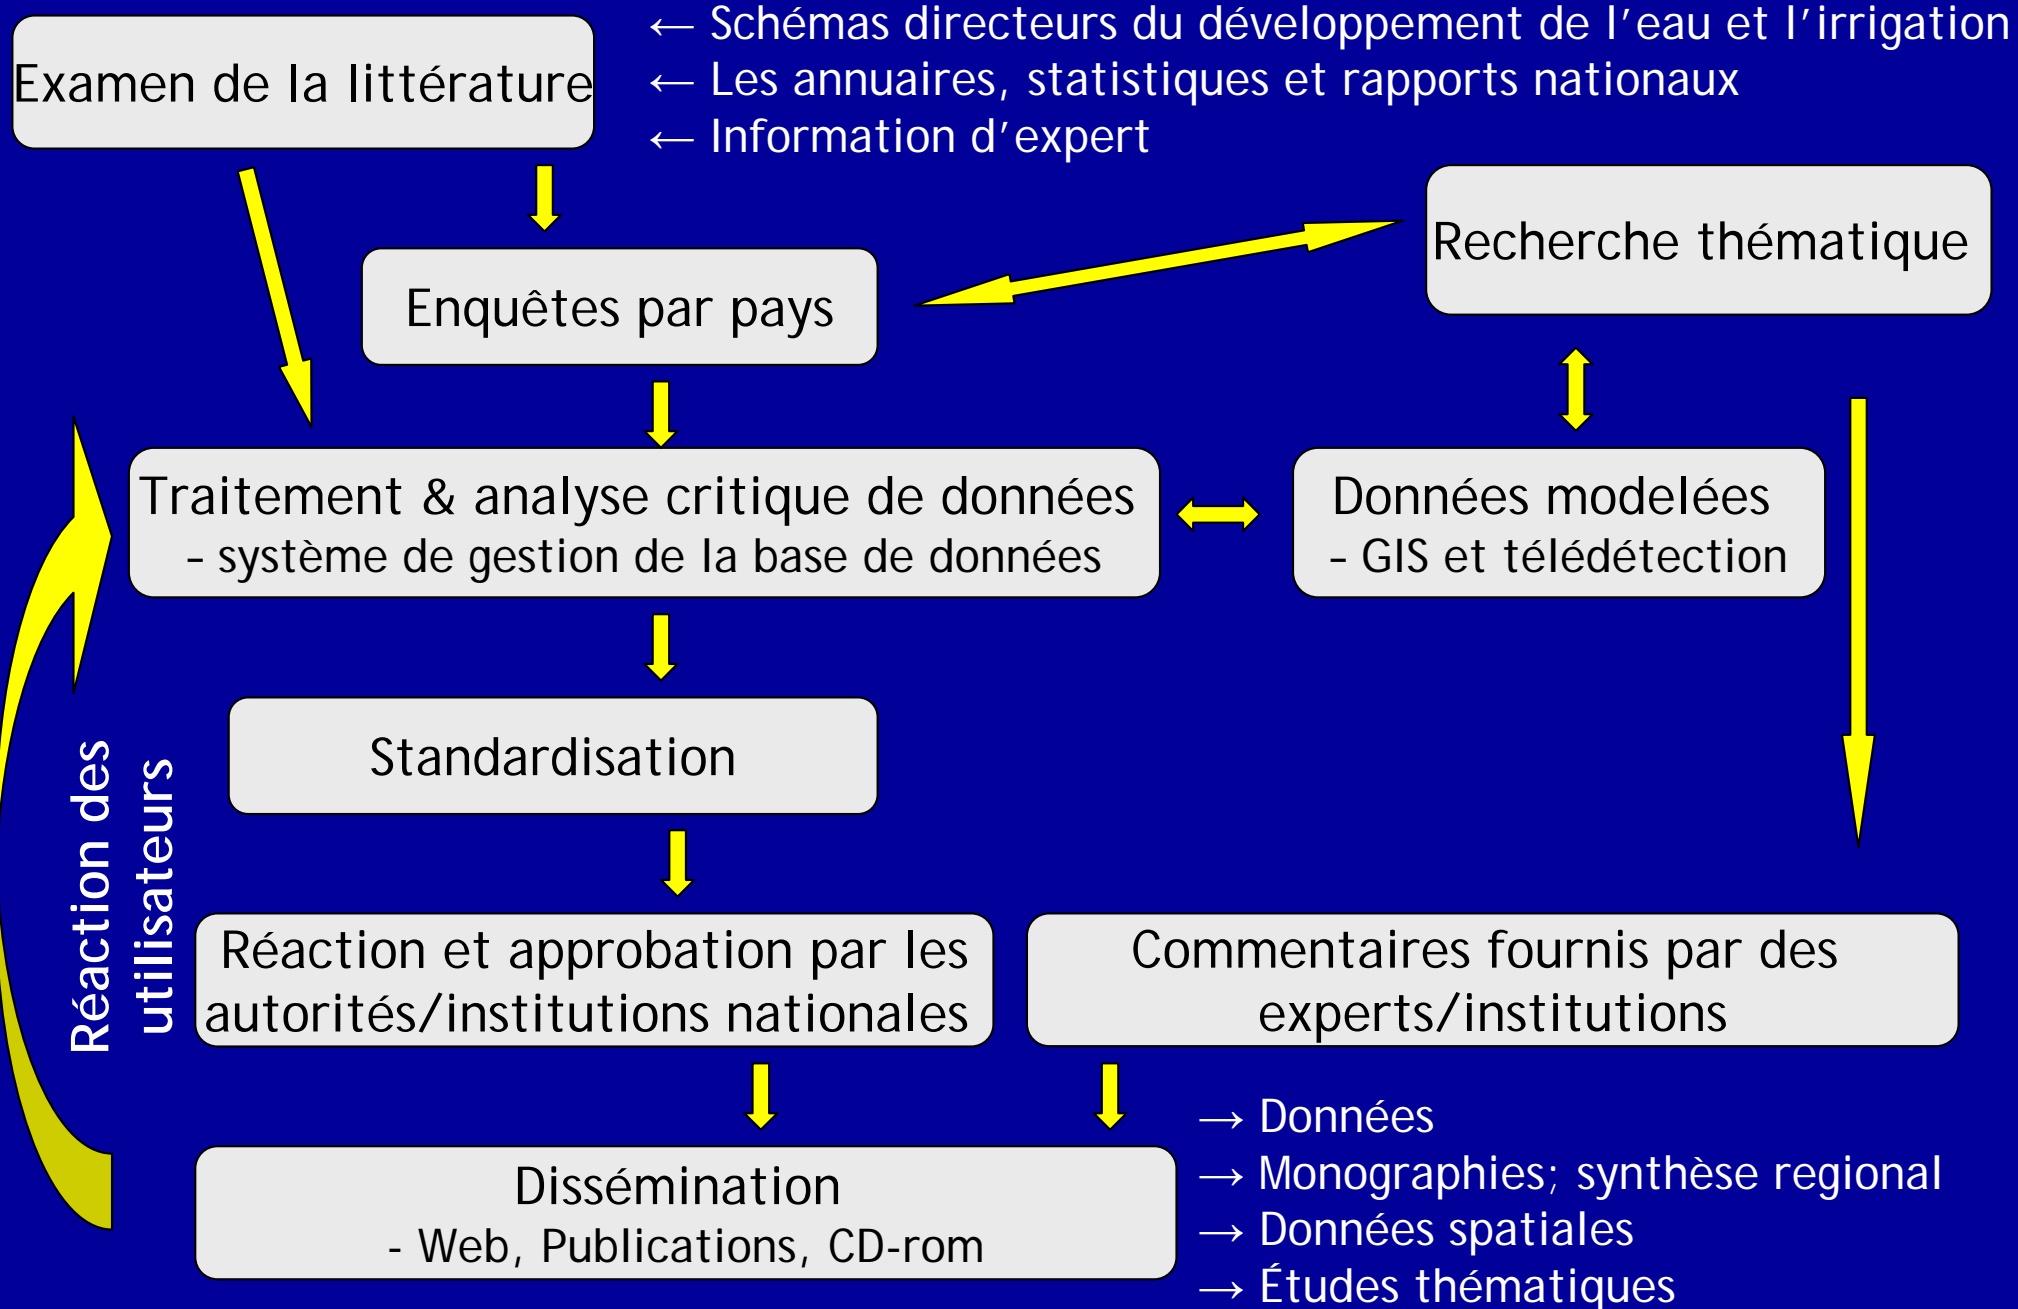 Examen de la littérature
← Schémas directeurs du développement de l'eau et l'irrigation
← Les annuaires, statistiques et rapports nationaux
← Information d'expert
Recherche thématique
Enquêtes par pays
Traitement & analyse critique de données
- système de gestion de la base de données
Données modelées
- GIS et télédétection
Standardisation
Réaction des
utilisateurs
Réaction et approbation par les
autorités/institutions nationales
Commentaires fournis par des
experts/institutions
Dissémination
- Web, Publications, CD-rom
→ Données
→ Monographies; synthèse regional
→ Données spatiales
→ Études thématiques